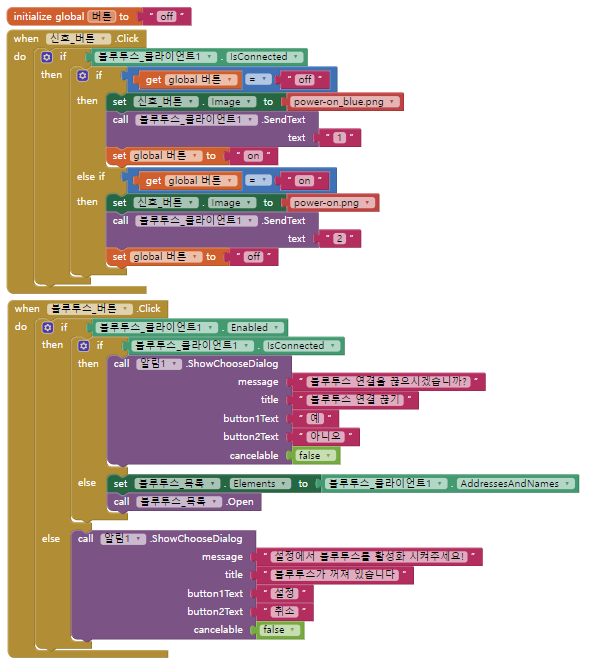 initialize global 버튼 to " off "
when 신호_버튼 .Click
do if 블루투스_클라이언트1 . IsConnected
then if get global 버튼 = " off "
then set 신호_버튼 . Image to power-on_blue.png
call 블루투스_클라이언트1 .SendText
text " 1 "
set global 버튼 to " on "
else if get global 버튼 = " on "
then set 신호_버튼 . Image to power-on.png
call 블루투스_클라이언트1 .SendText
text " 2 "
set global 버튼 to " off "
when 블루투스_버튼 .Click
do if 블루투스_클라이언트1 . Enabled
then if 블루투스_클라이언트1 . IsConnected
then call 알림1 .ShowChooseDialog
message " 블루투스 연결을 끊으시겠습니까? "
title " 블루투스 연결 끊기 "
button1Text " 예 "
button2Text " 아니요 "
cancelable false
else set 블루투스_목록 . Elements to 블루투스_클라이언트1 . AddressesAndNames
call 블루투스_목록 .Open
else call 알림1 .ShowChooseDialog
message " 설정에서 블루투스를 활성화 시켜주세요! "
title " 블루투스가 꺼져 있습니다 "
button1Text " 설정 "
button2Text " 취소 "
cancelable false